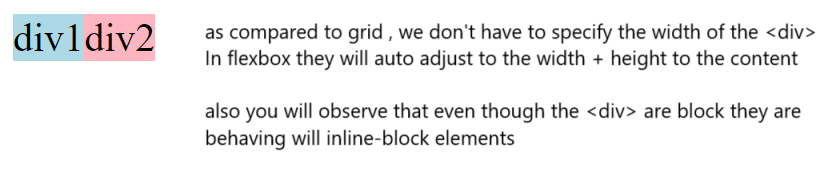 div1div2
as compared to grid , we don't have to specify the width of the <div>
In flexbox they will auto adjust to the width + height to the content
also you will observe that even though the <div> are block they are
behaving will inline-block elements